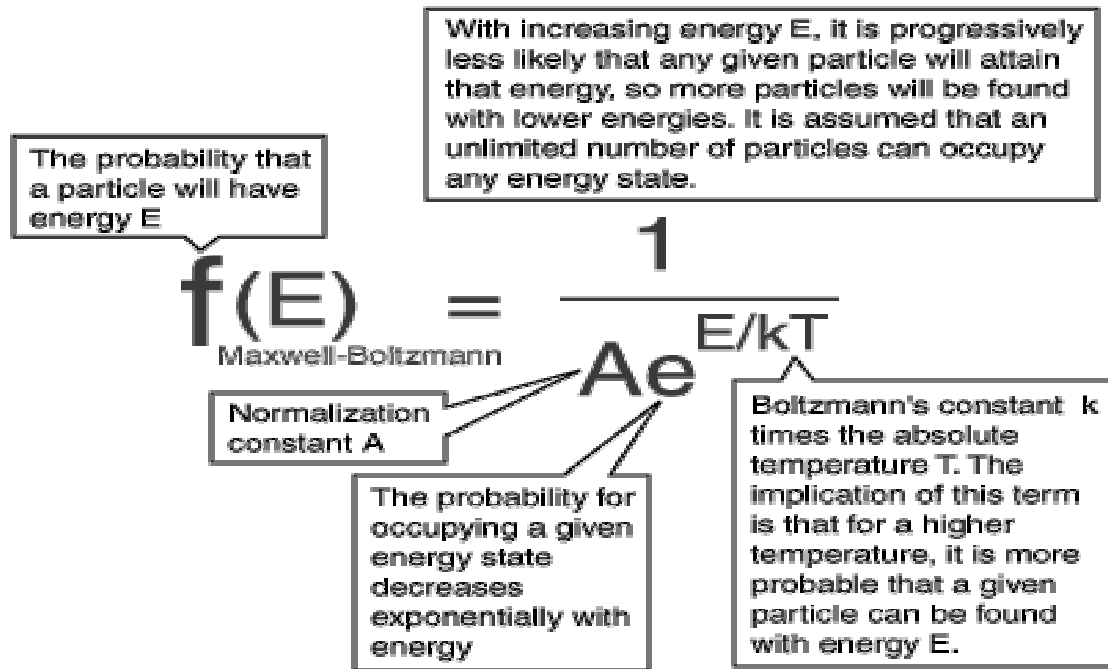 With increasing energy E, it is progressively
less likely that any given particle will attain
that energy, so more particles will be found
with lower energies. It is assumed that an
unlimited number of particles can occupy
any energy state.
The probability that
a particle will have
energy E
f(E) = 1
Maxwell-Boltzmann
Ae^E/kT
Normalization
constant A
The probability for
occupying a given
energy state
decreases
exponentially with
energy
Boltzmann's constant k
times the absolute
temperature T. The
implication of this term
is that for a higher
temperature, it is more
probable that a given
particle can be found
with energy E.